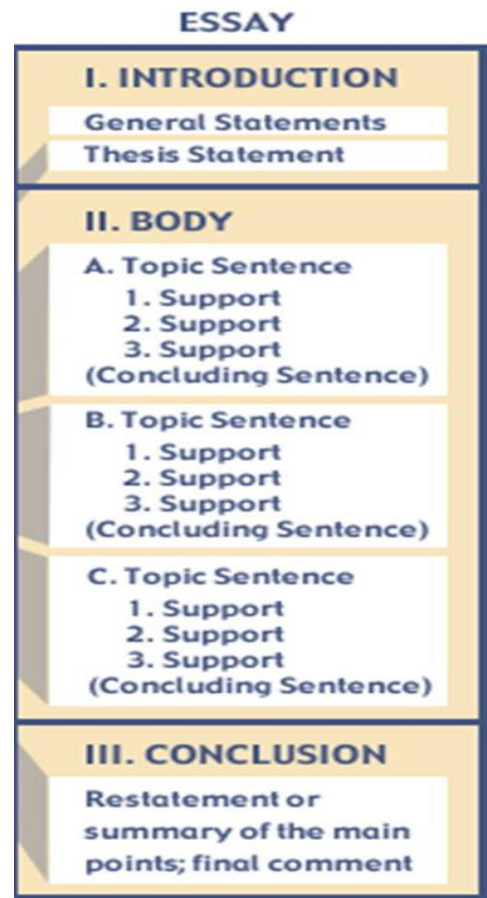 ESSAY
I. INTRODUCTION
General Statements
Thesis Statement
II. BODY
A. Topic Sentence
1. Support
2. Support
3. Support
(Concluding Sentence)
B. Topic Sentence
1. Support
2. Support
3. Support
(Concluding Sentence)
C. Topic Sentence
1. Support
2. Support
3. Support
(Concluding Sentence)
III. CONCLUSION
Restatement or
summary of the main
points; final comment